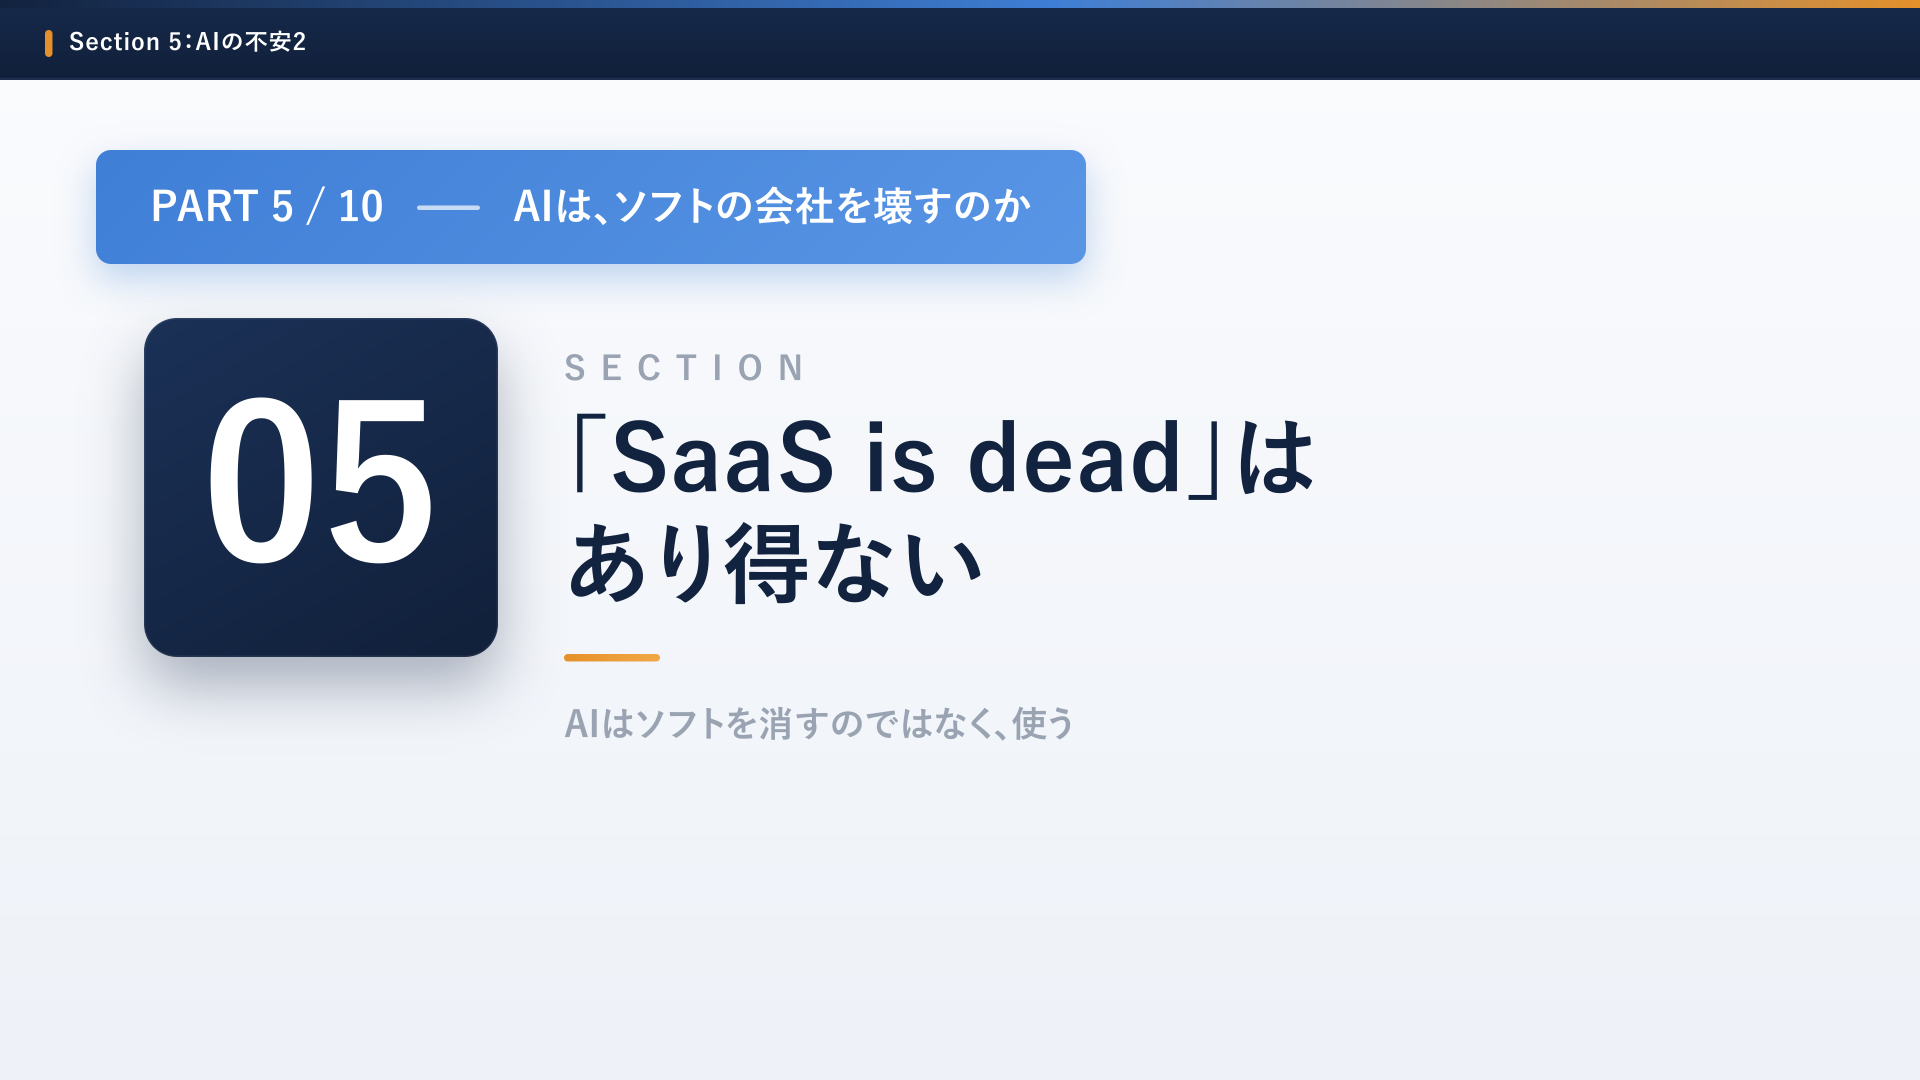 Section 5：AIの不安2
PART 5 / 10 — AIは、ソフトの会社を壊すのか
05
SECTION
「SaaS is dead」は
あり得ない
AIはソフトを消すのではなく、使う